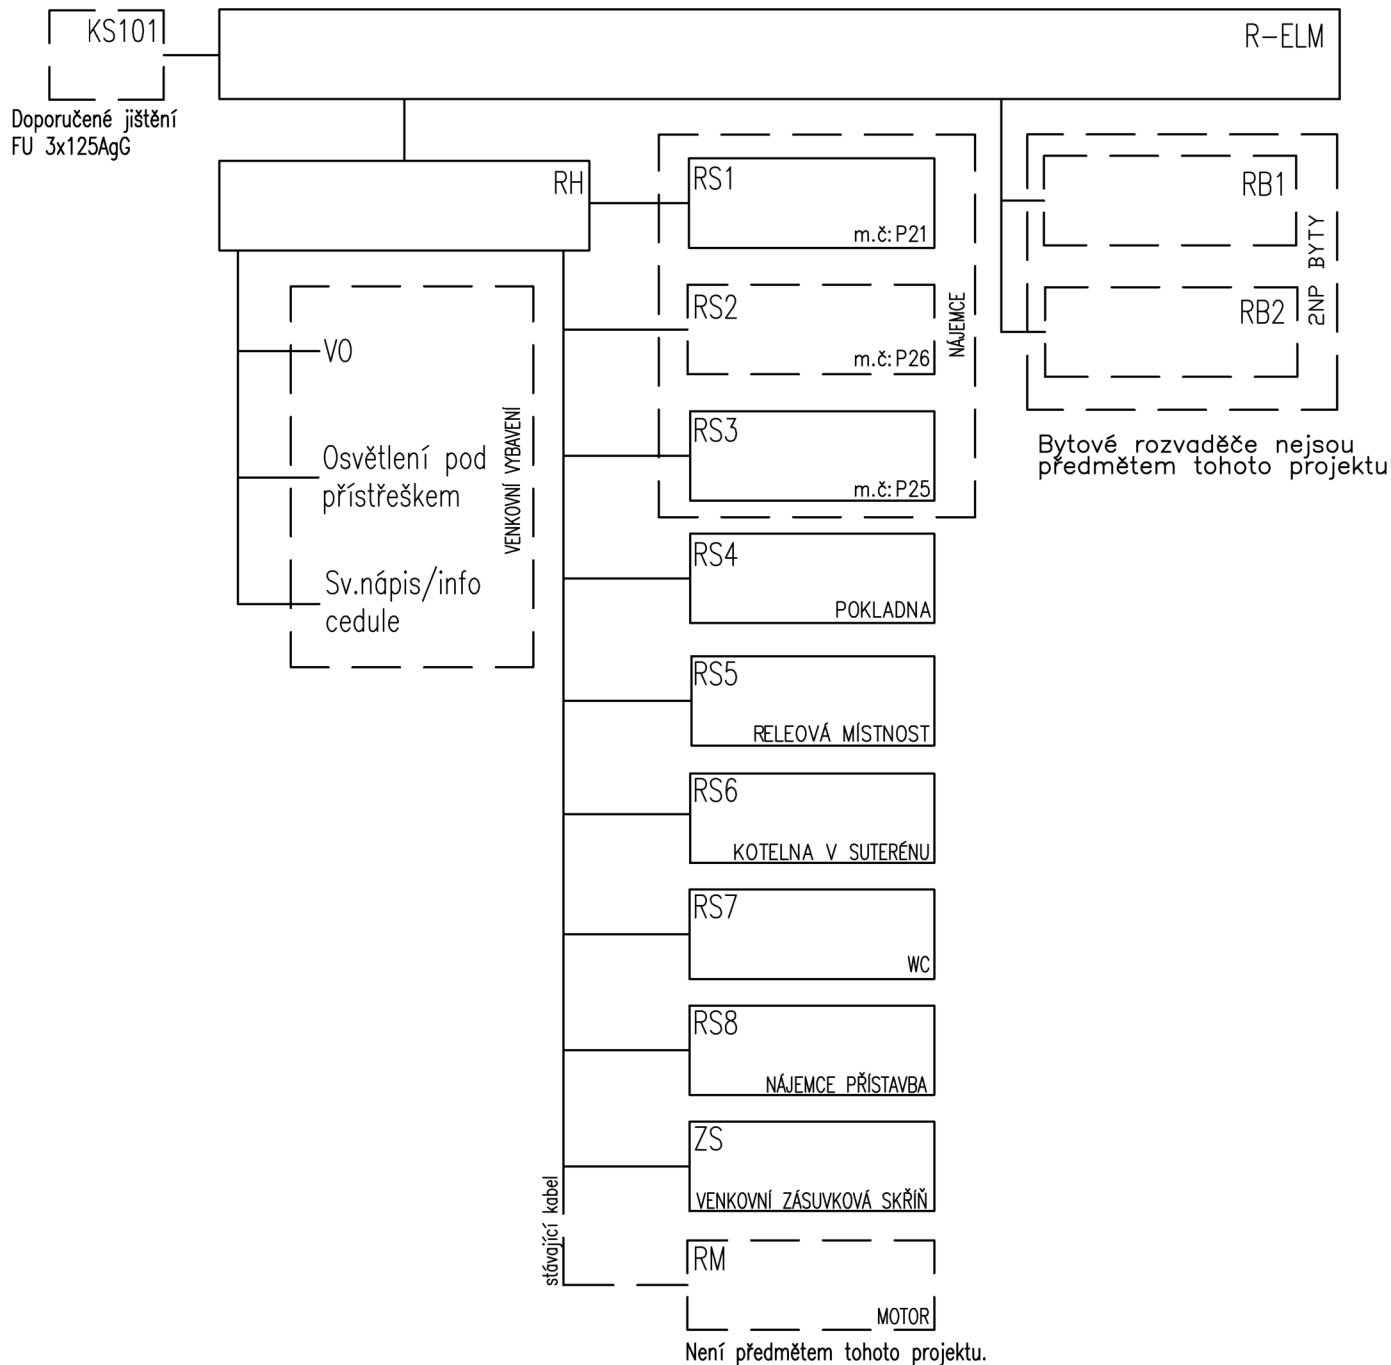 KS101
R-ELM
Doporučené jištění
FU 3x125AgG
RH
RS1
m.č:P21
RB1
RS2
m.č:P26
NÁJEMCE
RB2
2NP BYTY
VO
Osvětlení pod
přístřeškem
VENKOVNÍ VYBAVENÍ
RS3
m.č:P25
Bytové rozvaděče nejsou
předmětem tohoto projektu
Sv.nápis/info
cedule
RS4
POKLADNA
RS5
RELEOVÁ MÍSTNOST
RS6
KOTELNA V SUTERÉNU
RS7
WC
RS8
NÁJEMCE PŘÍSTAVBA
ZS
VENKOVNÍ ZÁSUVKOVÁ SKŘÍŇ
stávající kabel
RM
MOTOR
Není předmětem tohoto projektu.